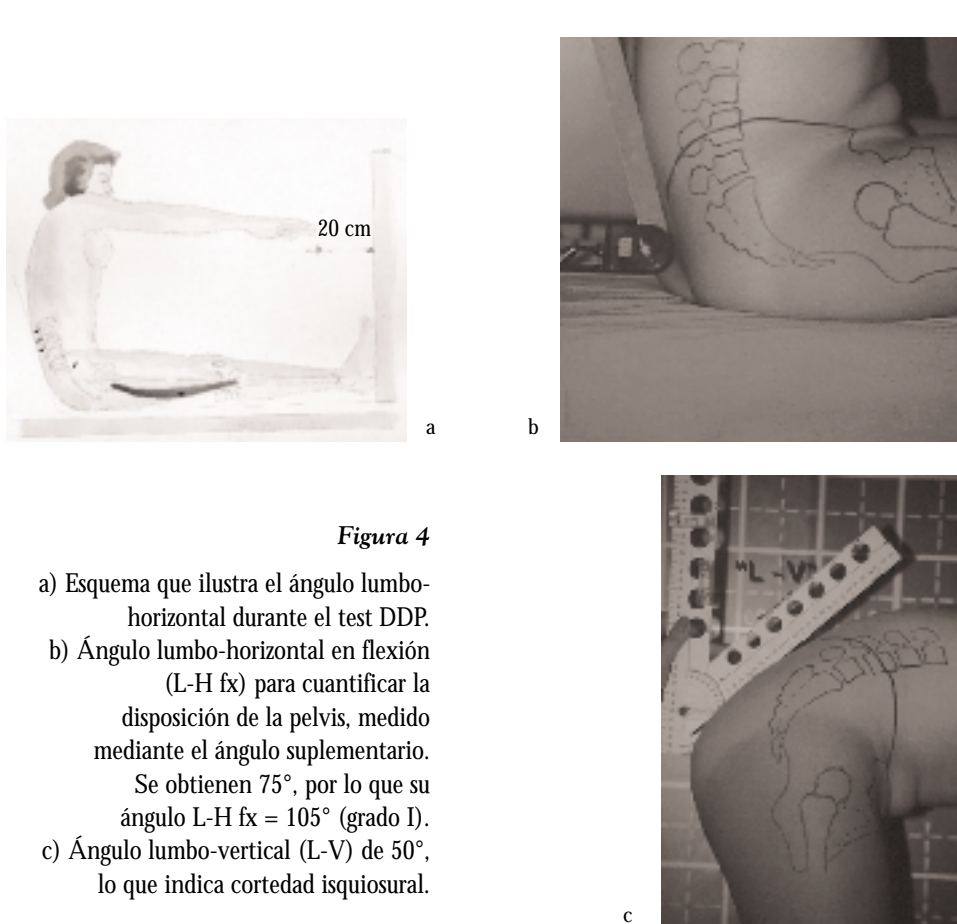 20 cm
a
b
Figura 4
a) Esquema que ilustra el ángulo lumbo-
horizontal durante el test DDP.
b) Ángulo lumbo-horizontal en flexión
(L-H fx) para cuantificar la
disposición de la pelvis, medido
mediante el ángulo suplementario.
Se obtienen 75°, por lo que su
ángulo L-H fx = 105° (grado I).
c) Ángulo lumbo-vertical (L-V) de 50°,
lo que indica cortedad isquiosural.
"L-V"
c